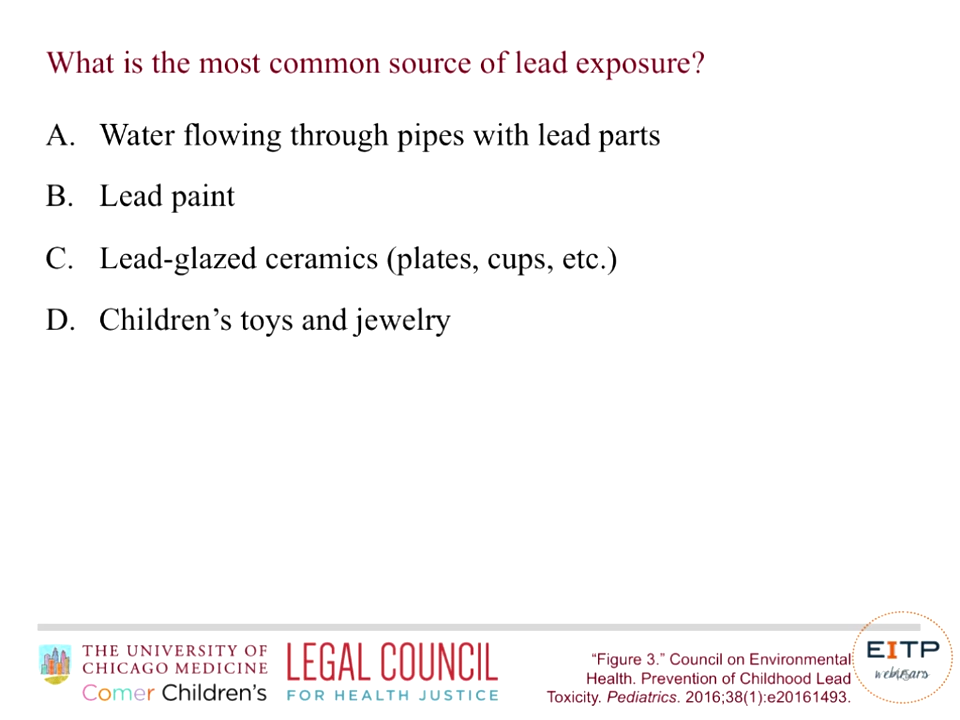 What is the most common source of lead exposure?
A. Water flowing through pipes with lead parts
B. Lead paint
C. Lead-glazed ceramics (plates, cups, etc.)
D. Children’s toys and jewelry
THE UNIVERSITY OF
CHICAGO MEDICINE
Comer Children's
LEGAL COUNCIL
FOR HEALTH JUSTICE
“Figure 3.” Council on Environmental
Health. Prevention of Childhood Lead
Toxicity. Pediatrics. 2016;38(1):e20161493.
EITP
webinars